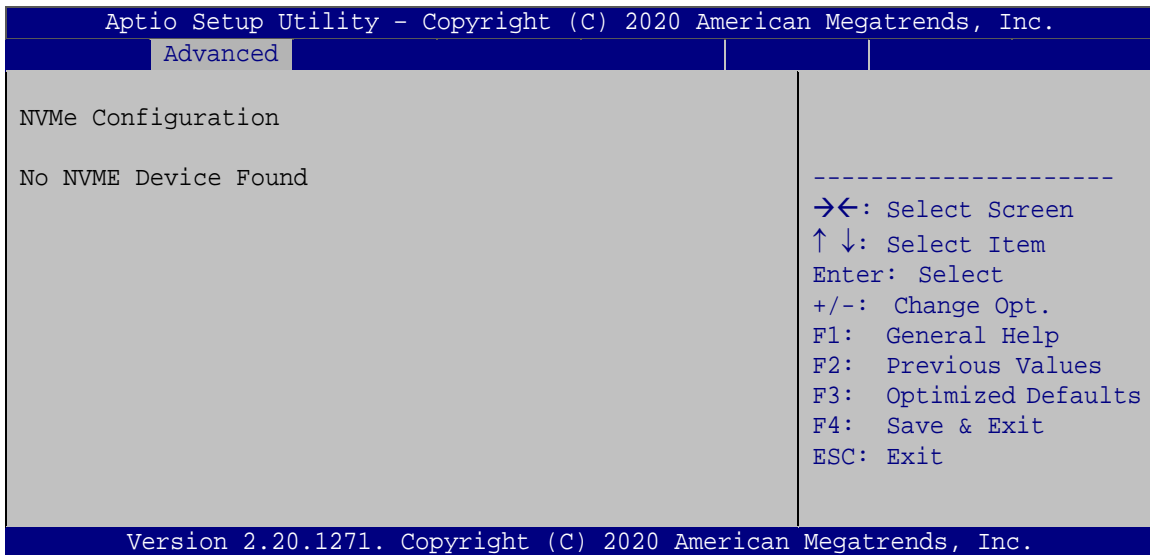 Aptio Setup Utility – Copyright (C) 2020 American Megatrends, Inc.
Advanced
NVMe Configuration
No NVME Device Found
---------------------
→←: Select Screen
↑ ↓: Select Item
Enter: Select
+/-: Change Opt.
F1: General Help
F2: Previous Values
F3: Optimized Defaults
F4: Save & Exit
ESC: Exit
Version 2.20.1271. Copyright (C) 2020 American Megatrends, Inc.